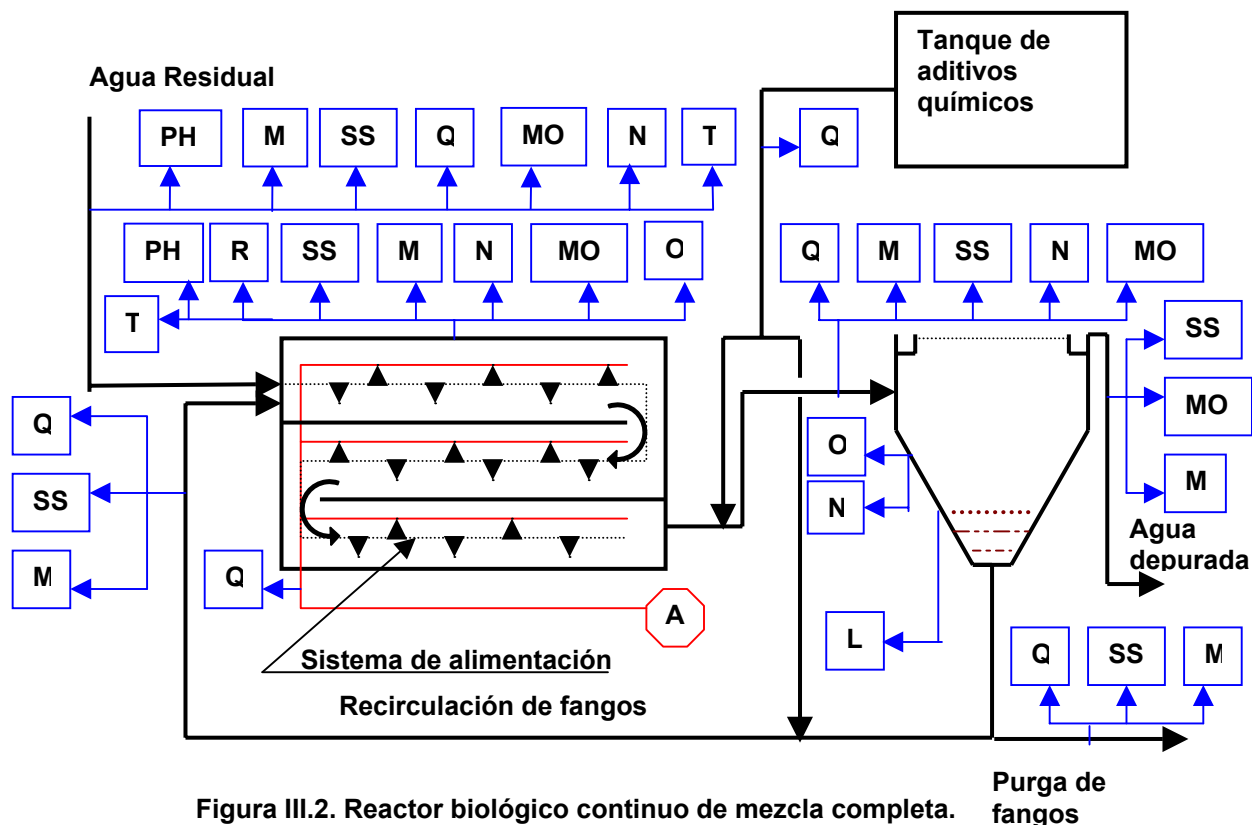 Tanque de
aditivos
químicos
Agua Residual
PH M SS Q MO N T
Q
PH R SS M N MO O
T
Q M SS N MO
SS
MO
M
Q
SS
M
O
N
Q
A
L
Agua
depurada
Sistema de alimentación
Recirculación de fangos
Q SS M
Purga de
fangos
Figura III.2. Reactor biológico continuo de mezcla completa.